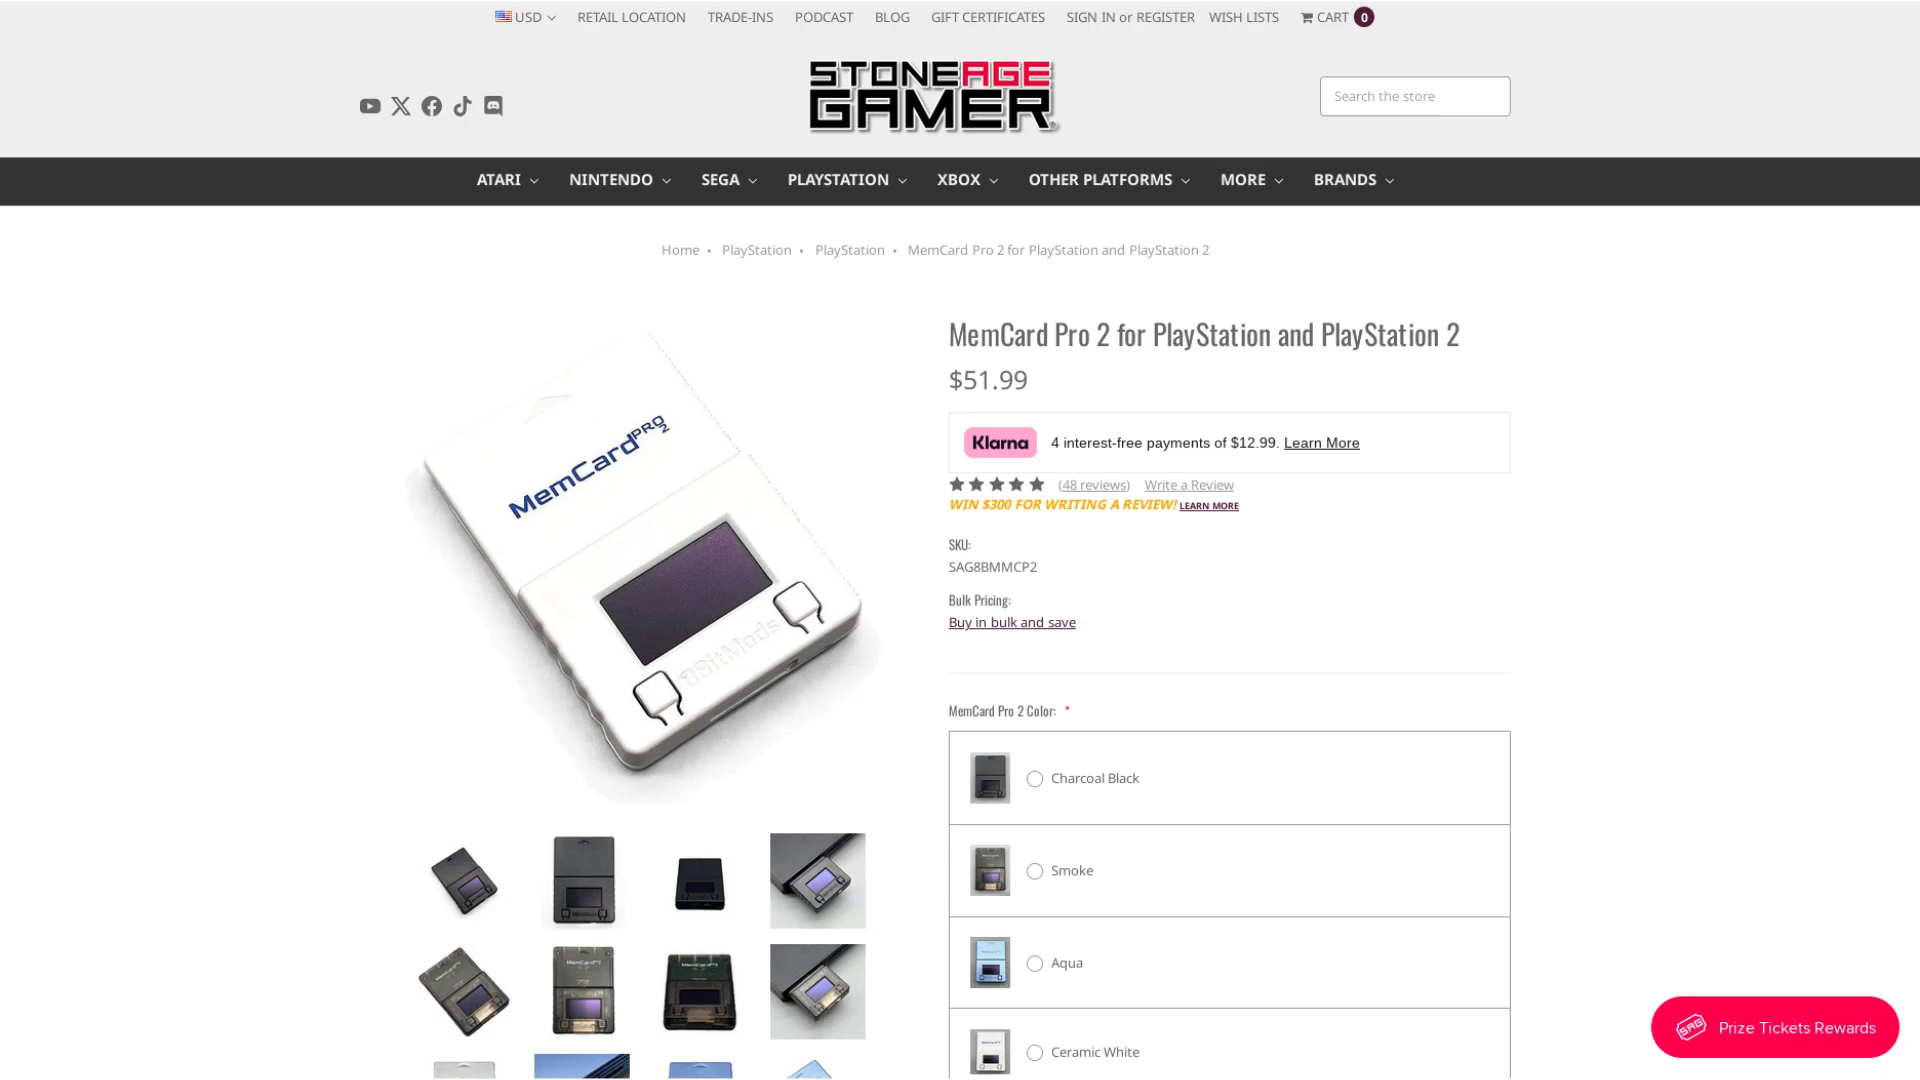 USD
RETAIL LOCATION
TRADE-INS
PODCAST
BLOG
GIFT CERTIFICATES
SIGN IN or REGISTER
WISH LISTS
CART 0
STONEAGE
GAMER
Search the store
ATARI
NINTENDO
SEGA
PLAYSTATION
XBOX
OTHER PLATFORMS
MORE
BRANDS
Home • PlayStation • PlayStation • MemCard Pro 2 for PlayStation and PlayStation 2
MemCard PRO 2
8BitMods
MemCard Pro 2 for PlayStation and PlayStation 2
$51.99
Klarna 4 interest-free payments of $12.99. Learn More
(48 reviews) Write a Review
WIN $300 FOR WRITING A REVIEW! LEARN MORE
SKU:
SAG8BMMCP2
Bulk Pricing:
Buy in bulk and save
MemCard Pro 2 Color: *
Charcoal Black
Smoke
Aqua
Ceramic White
SAG Prize Tickets Rewards